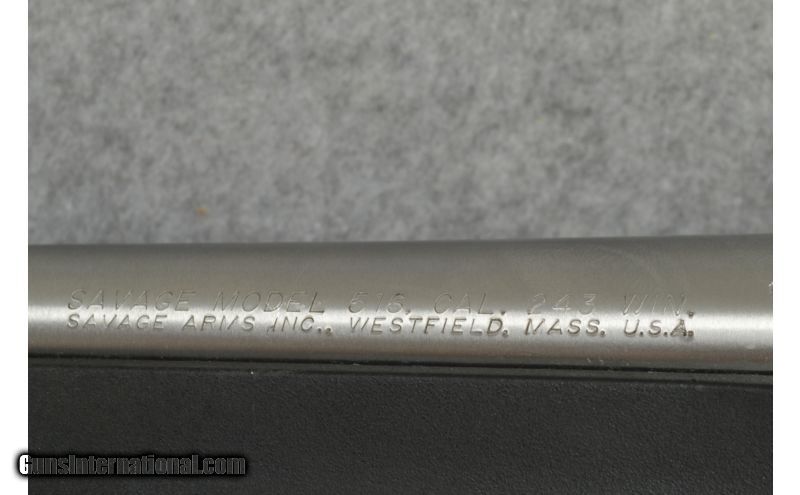 SAVAGE MODEL 516. CAL. 243 WIN.
SAVAGE ARMS INC., WESTFIELD, MASS. U.S.A.
GunsInternational.com